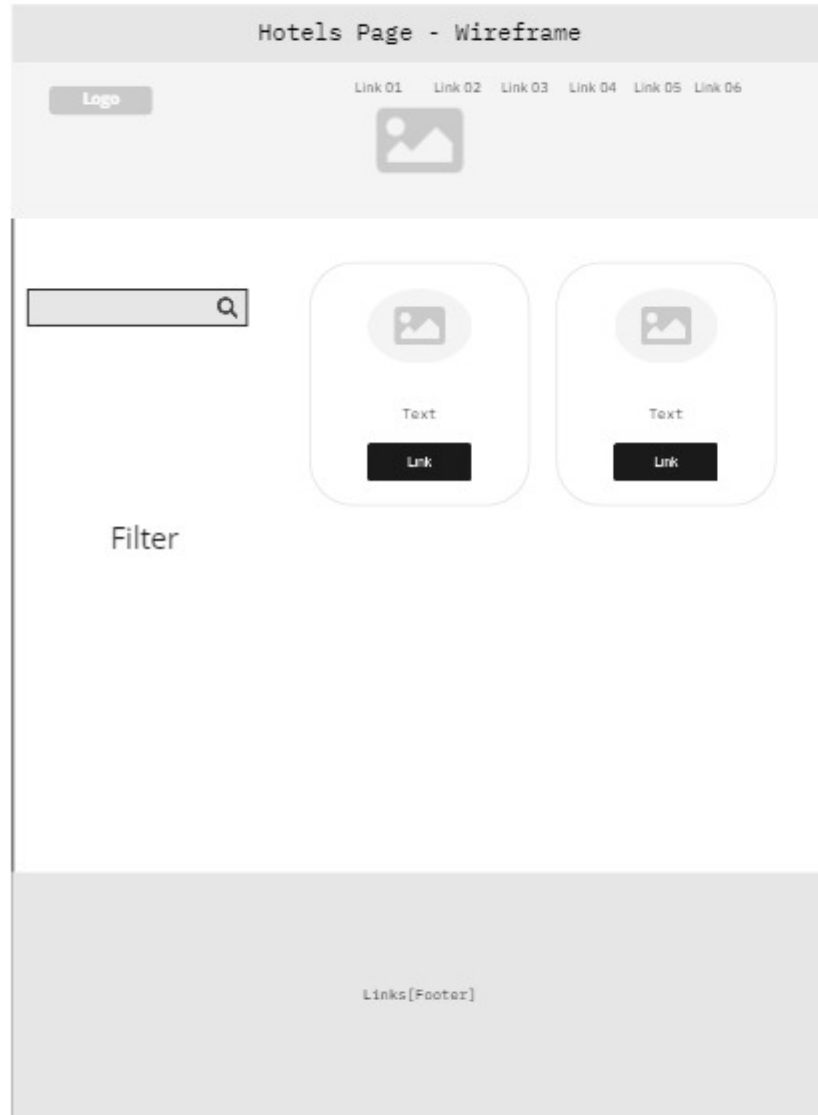 Hotels Page - Wireframe
Logo
Link 01 Link 02 Link 03 Link 04 Link 05 Link 06
Text Text
Link Link
Filter
Links[Footer]